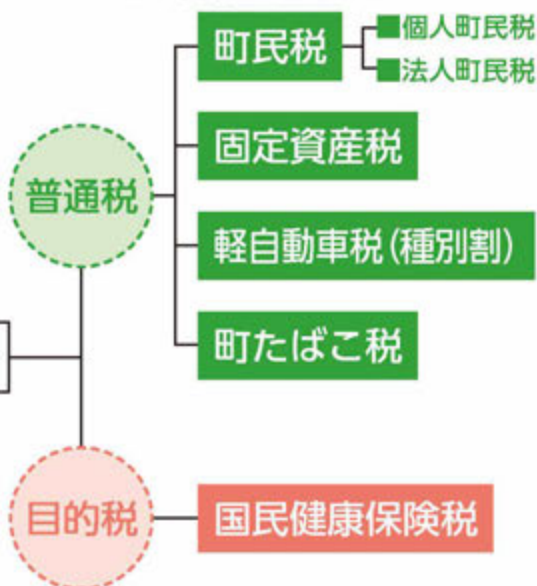 普通税
町民税
■個人町民税
■法人町民税
固定資産税
軽自動車税(種別割)
町たばこ税
目的税
国民健康保険税